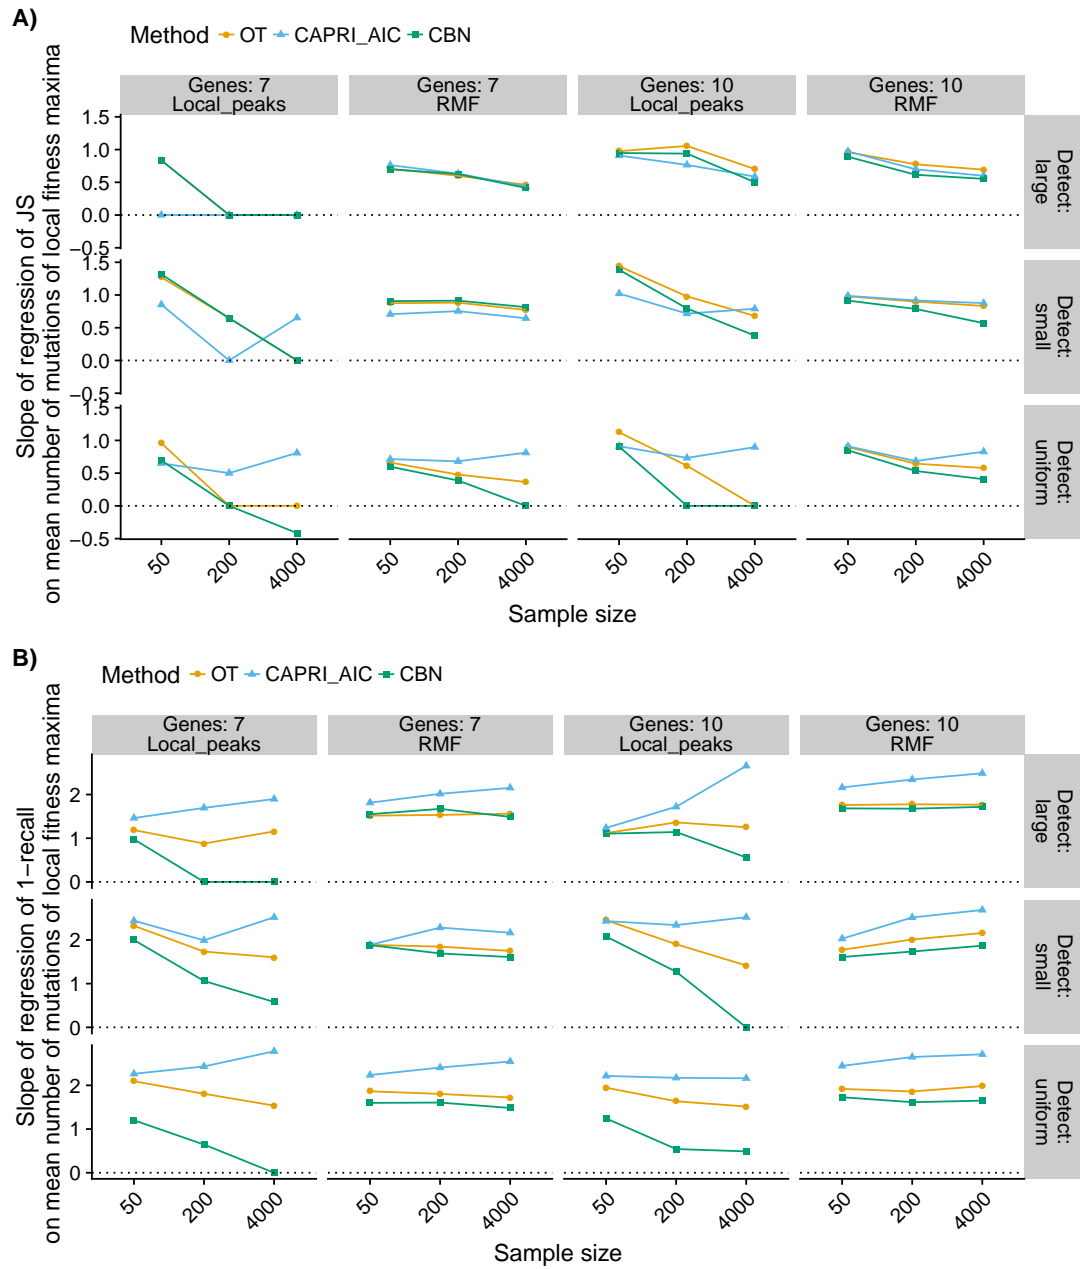 A)
Method OT CAPRI_AIC CBN
Genes: 7
Local_peaks
Genes: 7
RMF
Genes: 10
Local_peaks
Genes: 10
RMF
Slope of regression of JS
on mean number of mutations of local fitness maxima
1.5
1.0
0.5
0.0
−0.5
Detect:
large
1.5
1.0
0.5
0.0
−0.5
Detect:
small
1.5
1.0
0.5
0.0
−0.5
Detect:
uniform
50 200 4000 50 200 4000 50 200 4000 50 200 4000
Sample size
B)
Method OT CAPRI_AIC CBN
Genes: 7
Local_peaks
Genes: 7
RMF
Genes: 10
Local_peaks
Genes: 10
RMF
Slope of regression of 1−recall
on mean number of mutations of local fitness maxima
2
1
0
Detect:
large
2
1
0
Detect:
small
2
1
0
Detect:
uniform
50 200 4000 50 200 4000 50 200 4000 50 200 4000
Sample size